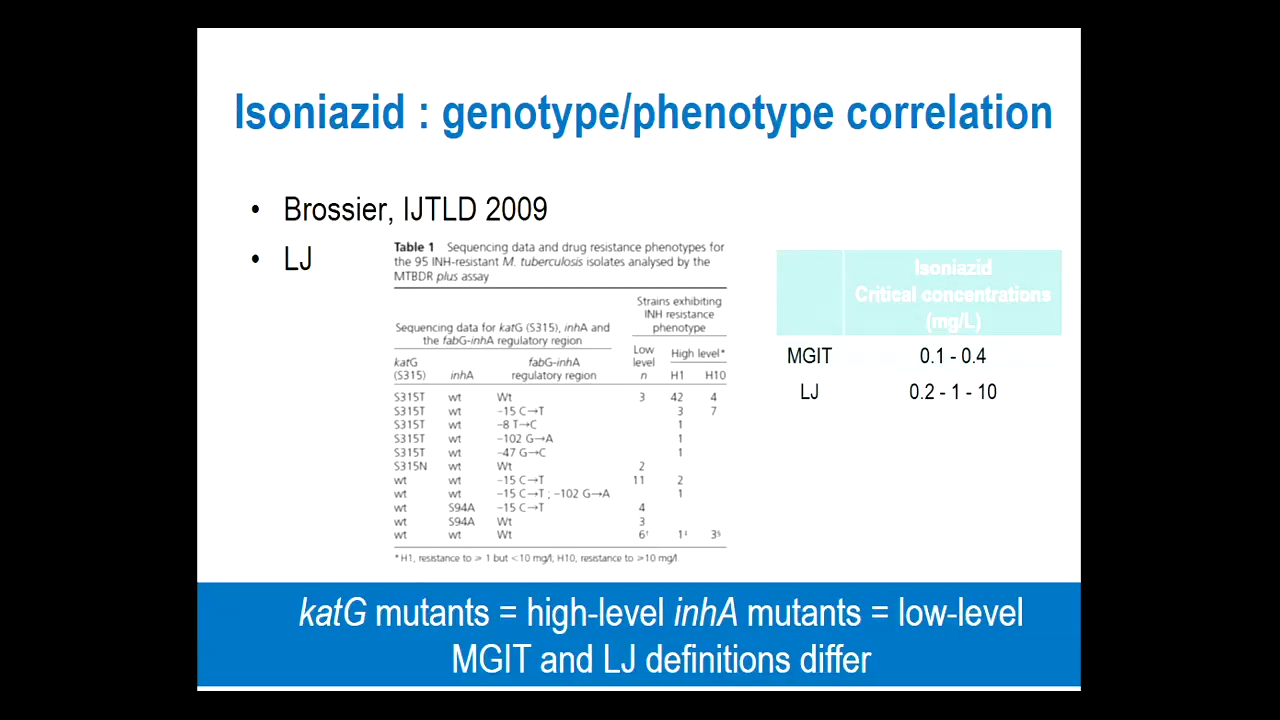 Isoniazid : genotype/phenotype correlation
• Brossier, IJTLD 2009
• LJ
Table 1 Sequencing data and drug resistance phenotypes for
the 95 INH-resistant M. tuberculosis isolates analysed by the
MTBDR plus assay
Strains exhibiting
INH resistance
phenotype
Sequencing data for katG (S315), inhA and
the fabG-inhA regulatory region
Low
level
n
High level*
katG
(S315)
inhA
fabG-inhA
regulatory region
H1
H10
S315T wt Wt 3 42 4
S315T wt −15 C→T 3 7
S315T wt −8 T→C 1
S315T wt −102 G→A 1
S315T wt −47 G→C 1
S315N wt Wt 2
wt wt −15 C→T 11 2
wt wt −15 C→T ; −102 G→A 1
wt S94A −15 C→T 4
wt S94A Wt 3
wt wt Wt 6† 1‡ 3§
*H1, resistance to ⩾ 1 but <10 mg/l; H10, resistance to ⩾10 mg/l.
Isoniazid
Critical concentrations
(mg/L)
MGIT 0.1 - 0.4
LJ 0.2 - 1 - 10
katG mutants = high-level inhA mutants = low-level
MGIT and LJ definitions differ